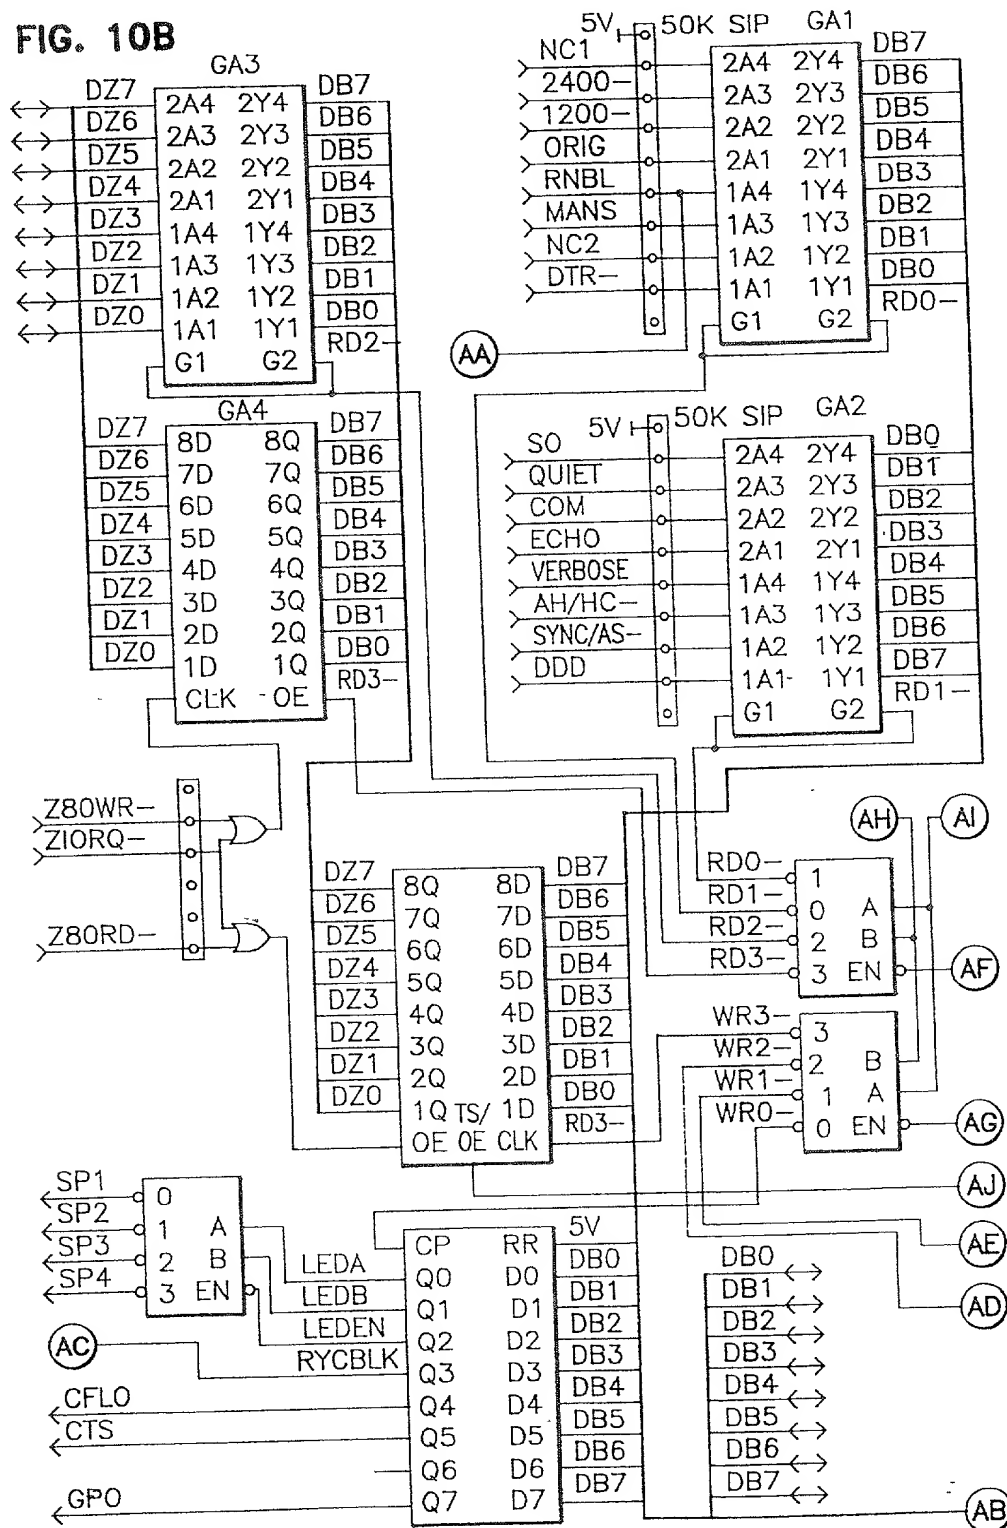 FIG. 10B
GA3
DZ7 2A4 2Y4 DB7
DZ6 2A3 2Y3 DB6
DZ5 2A2 2Y2 DB5
DZ4 2A1 2Y1 DB4
DZ3 1A4 1Y4 DB3
DZ2 1A3 1Y3 DB2
DZ1 1A2 1Y2 DB1
DZ0 1A1 1Y1 DB0
G1 G2 RD2-
5V 50K SIP GA1
NC1 2A4 2Y4 DB7
2400- 2A3 2Y3 DB6
1200- 2A2 2Y2 DB5
ORIG 2A1 2Y1 DB4
RNBL 1A4 1Y4 DB3
MANS 1A3 1Y3 DB2
NC2 1A2 1Y2 DB1
DTR- 1A1 1Y1 DB0
G1 G2 RD0-
AA
GA4
DZ7 8D 8Q DB7
DZ6 7D 7Q DB6
DZ5 6D 6Q DB5
DZ4 5D 5Q DB4
DZ3 4D 4Q DB3
DZ2 3D 3Q DB2
DZ1 2D 2Q DB1
DZ0 1D 1Q DB0
CLK OE RD3-
5V 50K SIP GA2
SO 2A4 2Y4 DB0
QUIET 2A3 2Y3 DB1
COM 2A2 2Y2 DB2
ECHO 2A1 2Y1 DB3
VERBOSE 1A4 1Y4 DB4
AH/HC- 1A3 1Y3 DB5
SYNC/AS- 1A2 1Y2 DB6
DDD 1A1 1Y1 DB7
G1 G2 RD1-
Z80WR-
ZIORQ-
Z80RD-
AH AI
RD0- 1
RD1- 0 A
RD2- 2 B
RD3- 3 EN AF
DZ7 8Q 8D DB7
DZ6 7Q 7D DB6
DZ5 6Q 6D DB5
DZ4 5Q 5D DB4
DZ3 4Q 4D DB3
DZ2 3Q 3D DB2
DZ1 2Q 2D DB1
DZ0 1Q TS/ 1D DB0
OE OE CLK RD3-
WR3- 3
WR2- 2 B
WR1- 1 A
WR0- 0 EN AG
AJ
AE
AD
SP1 0
SP2 1 A
SP3 2 B
SP4 3 EN
CP RR 5V
LEDA Q0 D0 DB0
LEDB Q1 D1 DB1
LEDEN Q2 D2 DB2
AC RYCBLK Q3 D3 DB3
CFLO Q4 D4 DB4
CTS Q5 D5 DB5
Q6 D6 DB6
GPO Q7 D7 DB7
DB0
DB1
DB2
DB3
DB4
DB5
DB6
DB7
AB